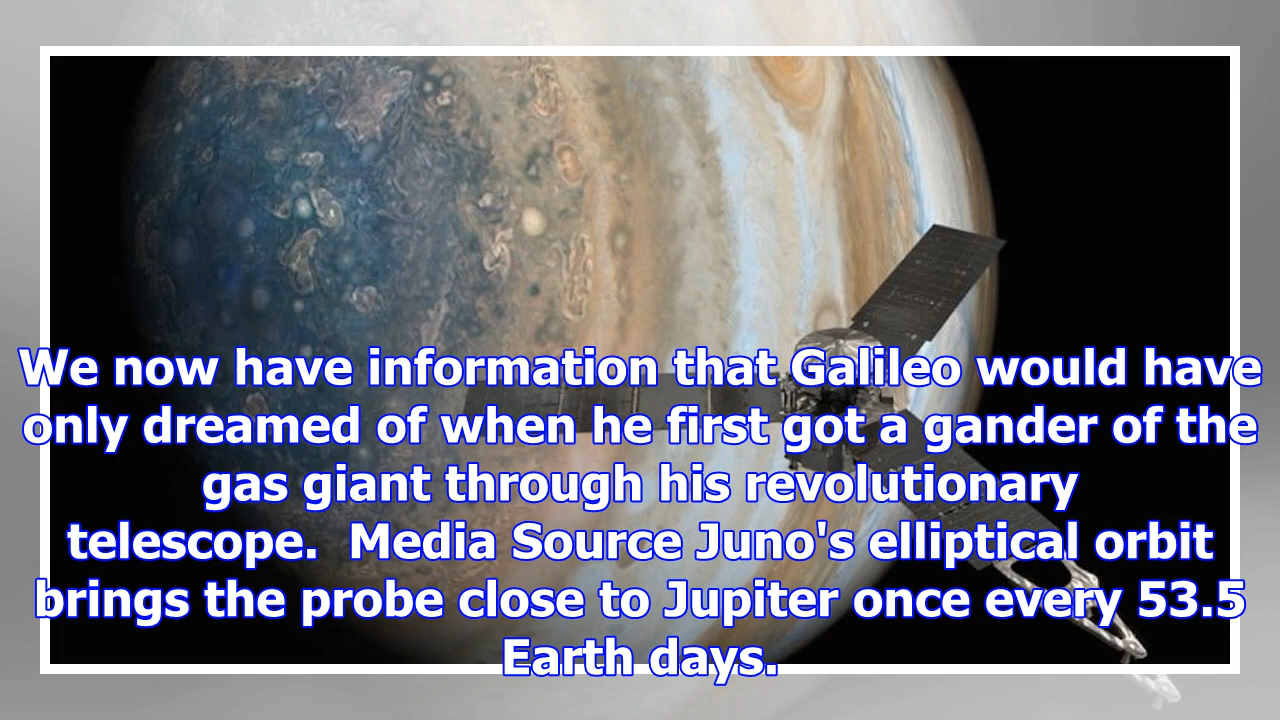 We now have information that Galileo would have
only dreamed of when he first got a gander of the
gas giant through his revolutionary
telescope.  Media Source Juno's elliptical orbit
brings the probe close to Jupiter once every 53.5
Earth days.